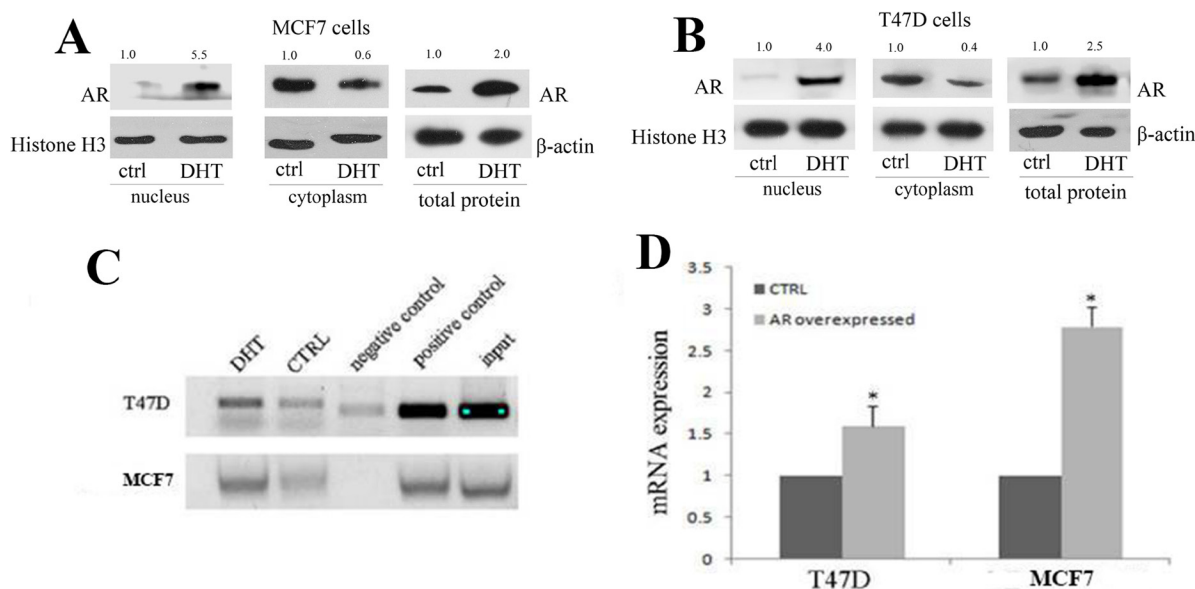 A
MCF7 cells
1.0 5.5 1.0 0.6 1.0 2.0
AR AR
Histone H3 β-actin
ctrl DHT ctrl DHT ctrl DHT
nucleus cytoplasm total protein
B
T47D cells
1.0 4.0 1.0 0.4 1.0 2.5
AR AR
Histone H3 β-actin
ctrl DHT ctrl DHT ctrl DHT
nucleus cytoplasm total protein
C
DHT CTRL negative control positive control input
T47D
MCF7
D
mRNA expression
3.5
3
2.5
2
1.5
1
0.5
0
CTRL
AR overexpressed
*
*
T47D MCF7